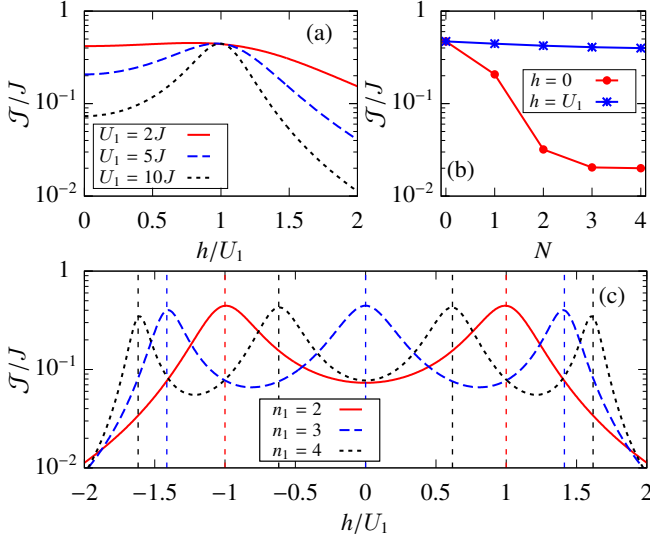 1
10⁻¹
10⁻²
𝒥/J
0
0.5
1
1.5
2
h/U₁
(a)
U₁ = 2J
U₁ = 5J
U₁ = 10J
1
10⁻¹
10⁻²
𝒥/J
0
1
2
3
4
N
(b)
h = 0
h = U₁
1
10⁻¹
10⁻²
𝒥/J
−2
−1.5
−1
−0.5
0
0.5
1
1.5
2
h/U₁
(c)
n₁ = 2
n₁ = 3
n₁ = 4